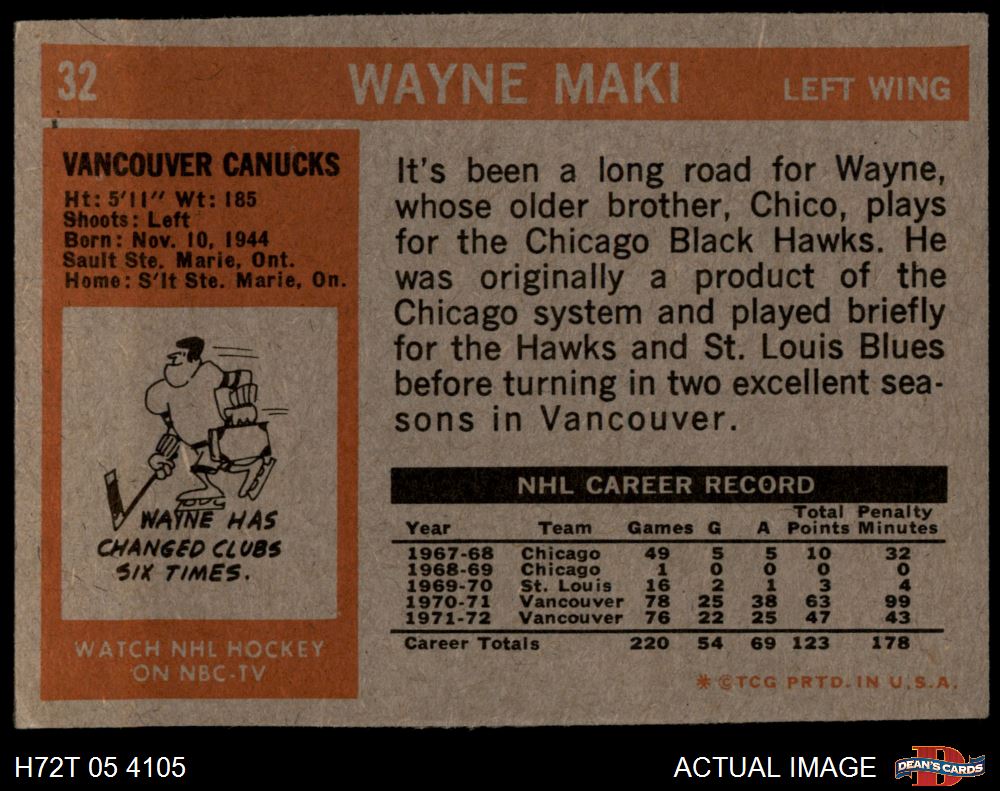 32 WAYNE MAKI LEFT WING
VANCOUVER CANUCKS
Ht: 5'11" Wt: 185
Shoots: Left
Born: Nov. 10, 1944
Sault Ste. Marie, Ont.
Home: S'lt Ste. Marie, On.
WAYNE HAS
CHANGED CLUBS
SIX TIMES.
WATCH NHL HOCKEY
ON NBC-TV
It's been a long road for Wayne,
whose older brother, Chico, plays
for the Chicago Black Hawks. He
was originally a product of the
Chicago system and played briefly
for the Hawks and St. Louis Blues
before turning in two excellent sea-
sons in Vancouver.
NHL CAREER RECORD
Total Penalty
Year Team Games G A Points Minutes
1967-68 Chicago 49 5 5 10 32
1968-69 Chicago 1 0 0 0 0
1969-70 St. Louis 16 2 1 3 4
1970-71 Vancouver 78 25 38 63 99
1971-72 Vancouver 76 22 25 47 43
Career Totals 220 54 69 123 178
* ©TCG PRTD. IN U.S.A.
H72T 05 4105 ACTUAL IMAGE DEAN'S CARDS